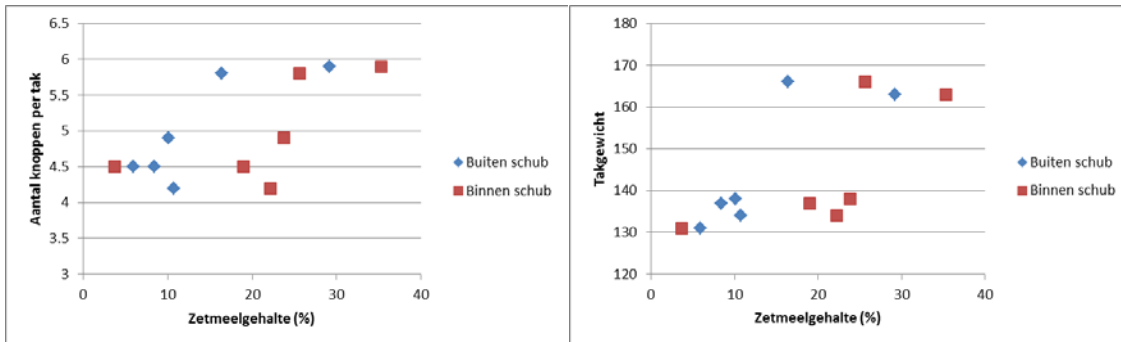 Aantal knoppen per tak
6.5
6
5.5
5
4.5
4
3.5
3
0 10 20 30 40
Zetmeelgehalte (%)
Buiten schub
Binnen schub
Takgewicht
180
170
160
150
140
130
120
0 10 20 30 40
Zetmeelgehalte (%)
Buiten schub
Binnen schub